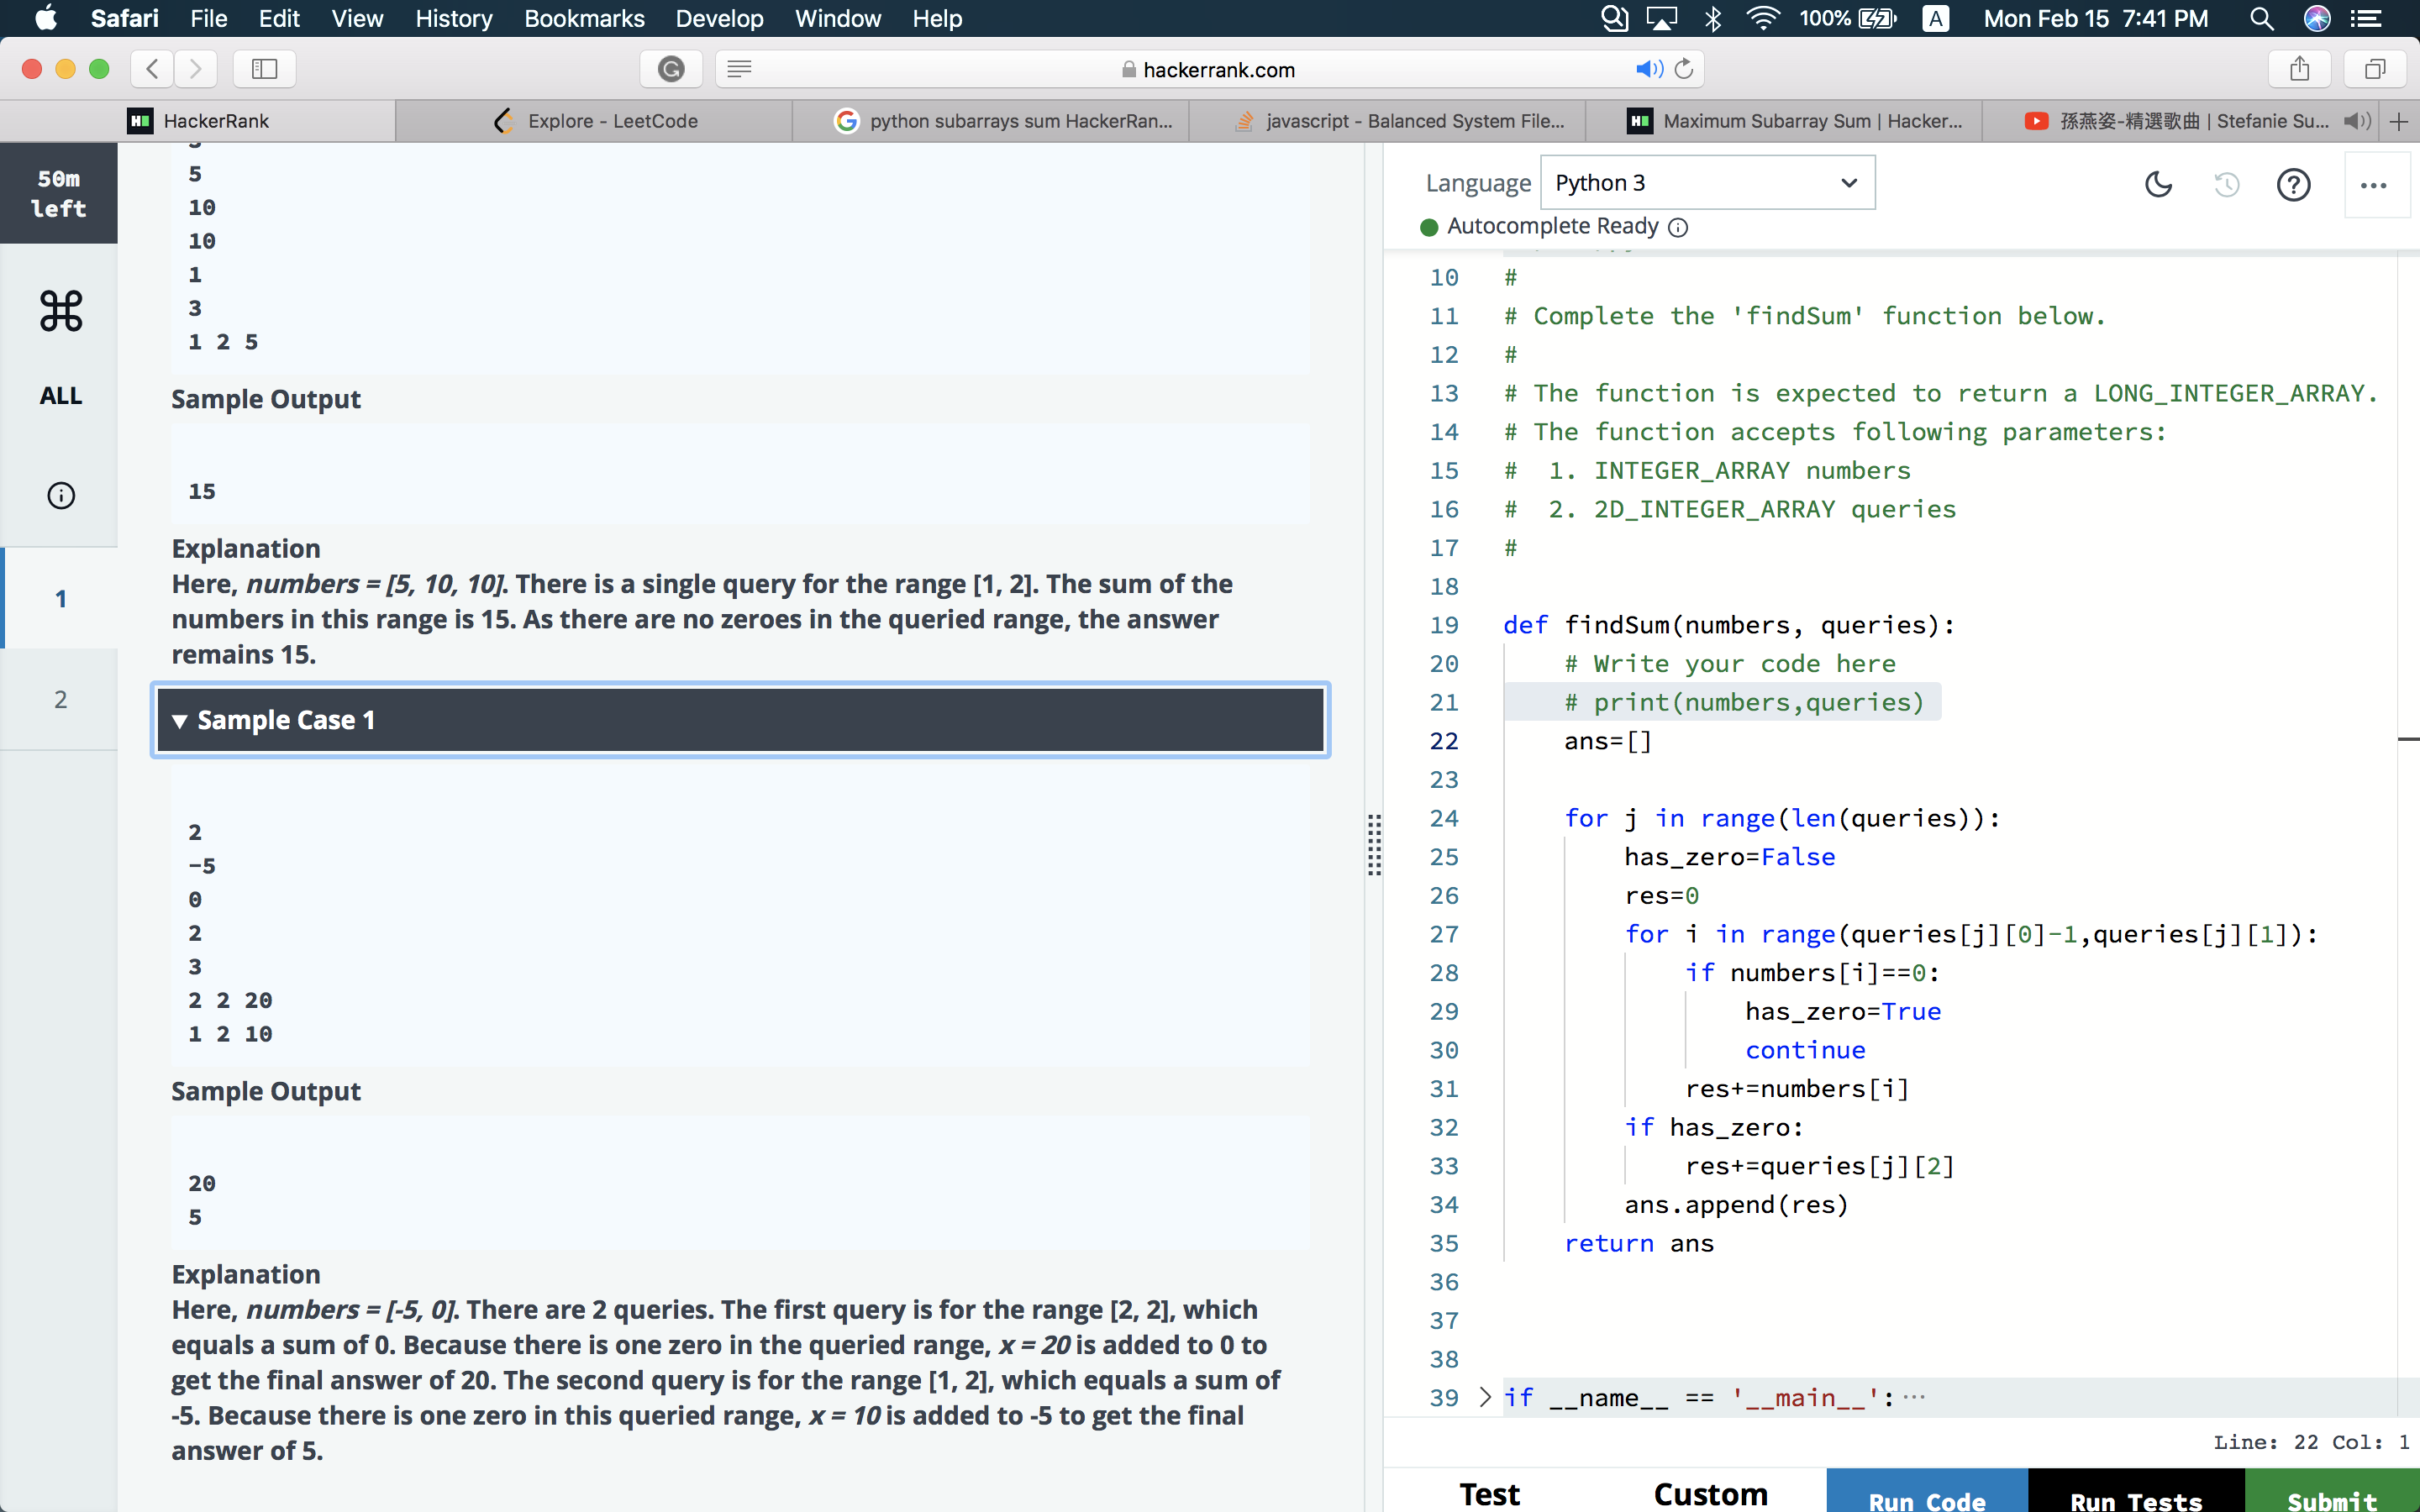 Safari File Edit View History Bookmarks Develop Window Help 100% A Mon Feb 15 7:41 PM
hackerrank.com
HackerRank
Explore - LeetCode
python subarrays sum HackerRan...
javascript - Balanced System File...
Maximum Subarray Sum | Hacker...
孫燕姿-精選歌曲 | Stefanie Su...
50m
left
ALL
1
2
5
10
10
1
3
1 2 5
Sample Output
15
Explanation
Here, numbers = [5, 10, 10]. There is a single query for the range [1, 2]. The sum of the
numbers in this range is 15. As there are no zeroes in the queried range, the answer
remains 15.
▼ Sample Case 1
2
-5
0
2
3
2 2 20
1 2 10
Sample Output
20
5
Explanation
Here, numbers = [-5, 0]. There are 2 queries. The first query is for the range [2, 2], which
equals a sum of 0. Because there is one zero in the queried range, x = 20 is added to 0 to
get the final answer of 20. The second query is for the range [1, 2], which equals a sum of
-5. Because there is one zero in this queried range, x = 10 is added to -5 to get the final
answer of 5.
Language Python 3
Autocomplete Ready
10 #
11 # Complete the 'findSum' function below.
12 #
13 # The function is expected to return a LONG_INTEGER_ARRAY.
14 # The function accepts following parameters:
15 #  1. INTEGER_ARRAY numbers
16 #  2. 2D_INTEGER_ARRAY queries
17 #
18
19 def findSum(numbers, queries):
20     # Write your code here
21     # print(numbers,queries)
22     ans=[]
23
24     for j in range(len(queries)):
25         has_zero=False
26         res=0
27         for i in range(queries[j][0]-1,queries[j][1]):
28             if numbers[i]==0:
29                 has_zero=True
30                 continue
31             res+=numbers[i]
32         if has_zero:
33             res+=queries[j][2]
34         ans.append(res)
35     return ans
36
37
38
39 if __name__ == '__main__':···
Line: 22 Col: 1
Test Custom Run Code Run Tests Submit